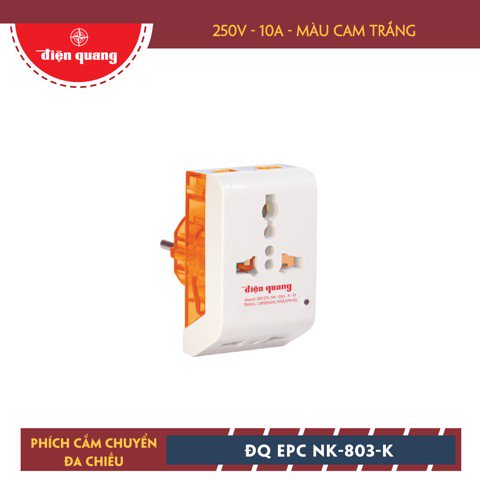 điện quang
250V - 10A - MÀU CAM TRẮNG
điện quang
PHÍCH CẮM CHUYỂN
ĐA CHIỀU
ĐQ EPC NK-803-K